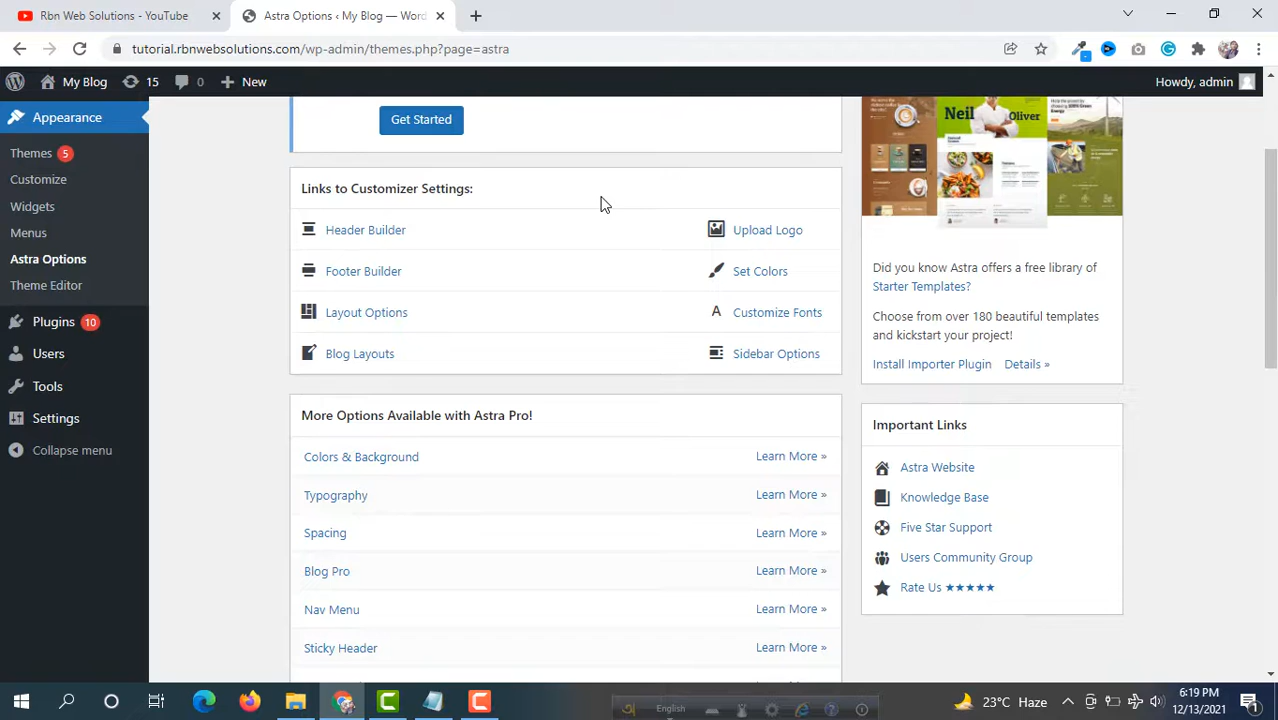 Rbn Web Solutions - YouTube
Astra Options ‹ My Blog — Word
tutorial.rbnwebsolutions.com/wp-admin/themes.php?page=astra
My Blog 15 0 New Howdy, admin
Appearance
Themes 5
Customize
Widgets
Menus
Astra Options
Theme Editor
Plugins 10
Users
Tools
Settings
Collapse menu
Get Started
Links to Customizer Settings:
Header Builder Upload Logo
Footer Builder Set Colors
Layout Options Customize Fonts
Blog Layouts Sidebar Options
More Options Available with Astra Pro!
Colors & Background Learn More »
Typography Learn More »
Spacing Learn More »
Blog Pro Learn More »
Nav Menu Learn More »
Sticky Header Learn More »
Neil
Oliver
Did you know Astra offers a free library of
Starter Templates?
Choose from over 180 beautiful templates
and kickstart your project!
Install Importer Plugin Details »
Important Links
Astra Website
Knowledge Base
Five Star Support
Users Community Group
Rate Us ★★★★★
English
23°C Haze
6:19 PM
12/13/2021
1